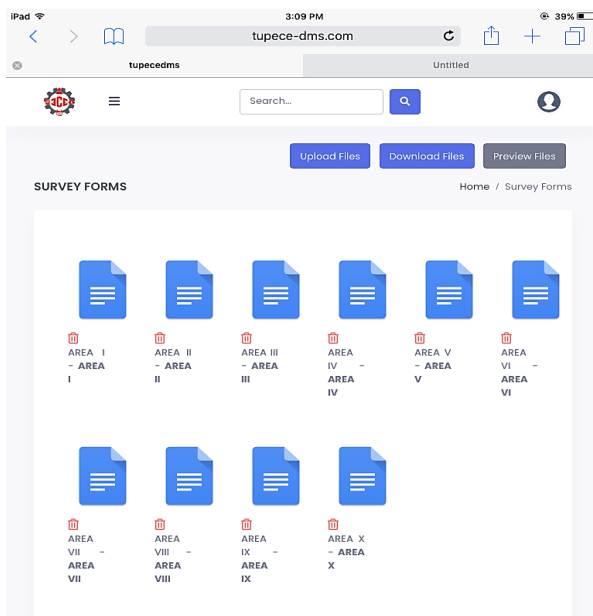 iPad 3:09 PM 39%
tupece-dms.com
tupecedms Untitled
Search...
Upload Files Download Files Preview Files
SURVEY FORMS Home / Survey Forms
AREA I AREA II AREA III AREA AREA V AREA
- AREA - AREA - AREA IV - - AREA VI -
I II III AREA V AREA
IV VI
AREA AREA AREA AREA X
VII - VIII - IX - - AREA
AREA AREA AREA X
VII VIII IX